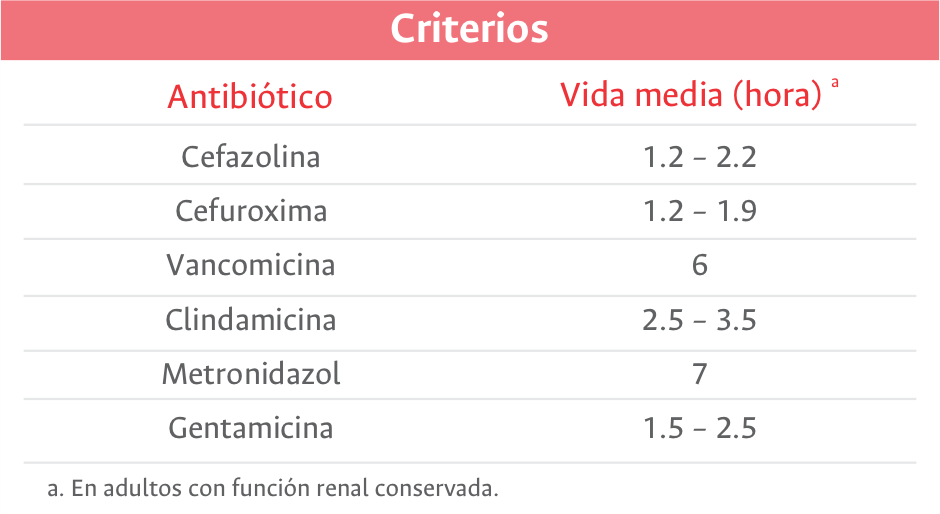 Criterios
Antibiótico Vida media (hora) a
Cefazolina 1.2 – 2.2
Cefuroxima 1.2 – 1.9
Vancomicina 6
Clindamicina 2.5 – 3.5
Metronidazol 7
Gentamicina 1.5 – 2.5
a. En adultos con función renal conservada.